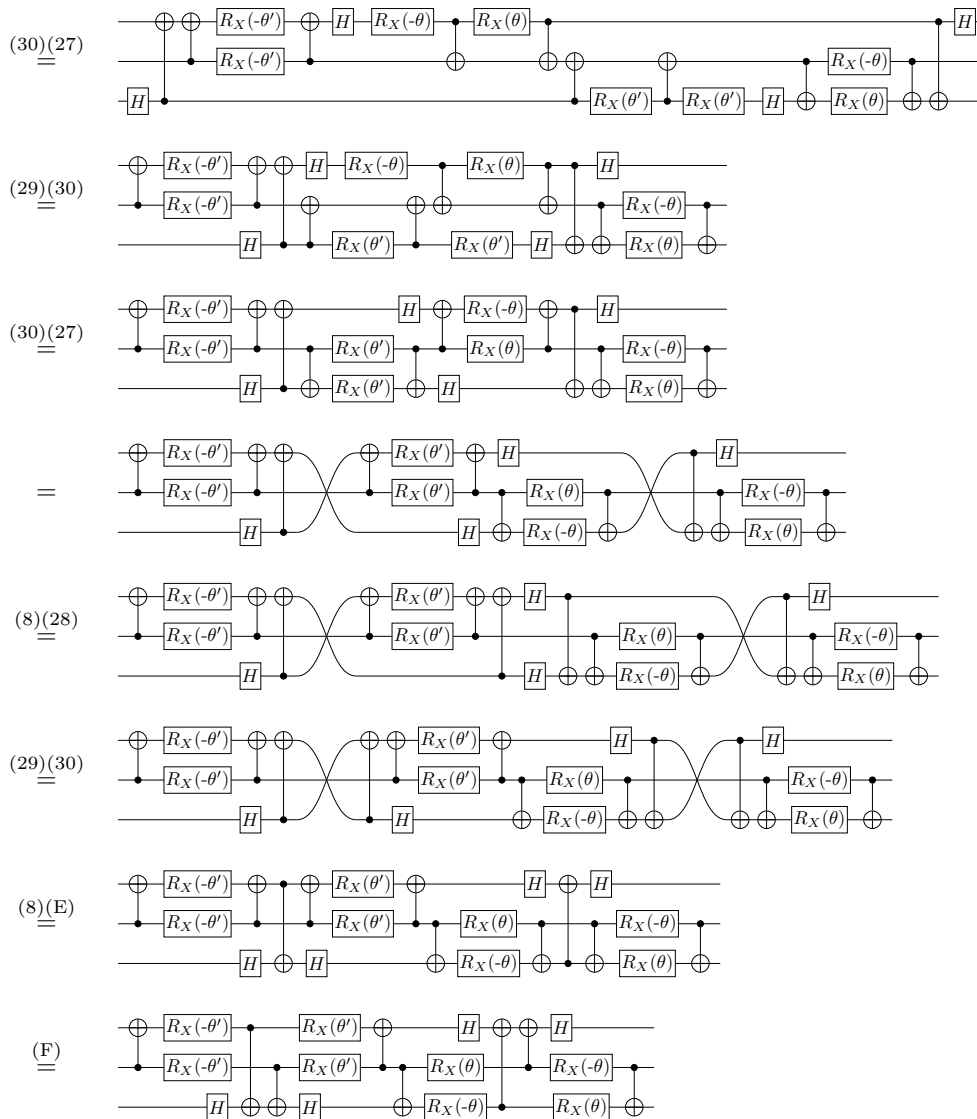 R_X(-θ') H R_X(-θ) R_X(θ) H
(30)(27) = R_X(-θ') R_X(-θ)
H R_X(θ') R_X(θ') H R_X(θ)
R_X(-θ') H R_X(-θ) R_X(θ) H
(29)(30) = R_X(-θ') R_X(-θ)
H R_X(θ') R_X(θ') H R_X(θ)
R_X(-θ') H R_X(-θ) H
(30)(27) = R_X(-θ') R_X(θ') R_X(θ) R_X(-θ)
H R_X(θ') H R_X(θ)
R_X(-θ') R_X(θ') H H
= R_X(-θ') R_X(θ') R_X(θ) R_X(-θ)
H H R_X(-θ) R_X(θ)
R_X(-θ') R_X(θ') H H
(8)(28) = R_X(-θ') R_X(θ') R_X(θ) R_X(-θ)
H H R_X(-θ) R_X(θ)
R_X(-θ') R_X(θ') H H
(29)(30) = R_X(-θ') R_X(θ') R_X(θ) R_X(-θ)
H H R_X(-θ) R_X(θ)
R_X(-θ') R_X(θ') H H
(8)(E) = R_X(-θ') R_X(θ') R_X(θ) R_X(-θ)
H H R_X(-θ) R_X(θ)
R_X(-θ') R_X(θ') H H
(F) = R_X(-θ') R_X(θ') R_X(θ) R_X(-θ)
H H R_X(-θ) R_X(θ)